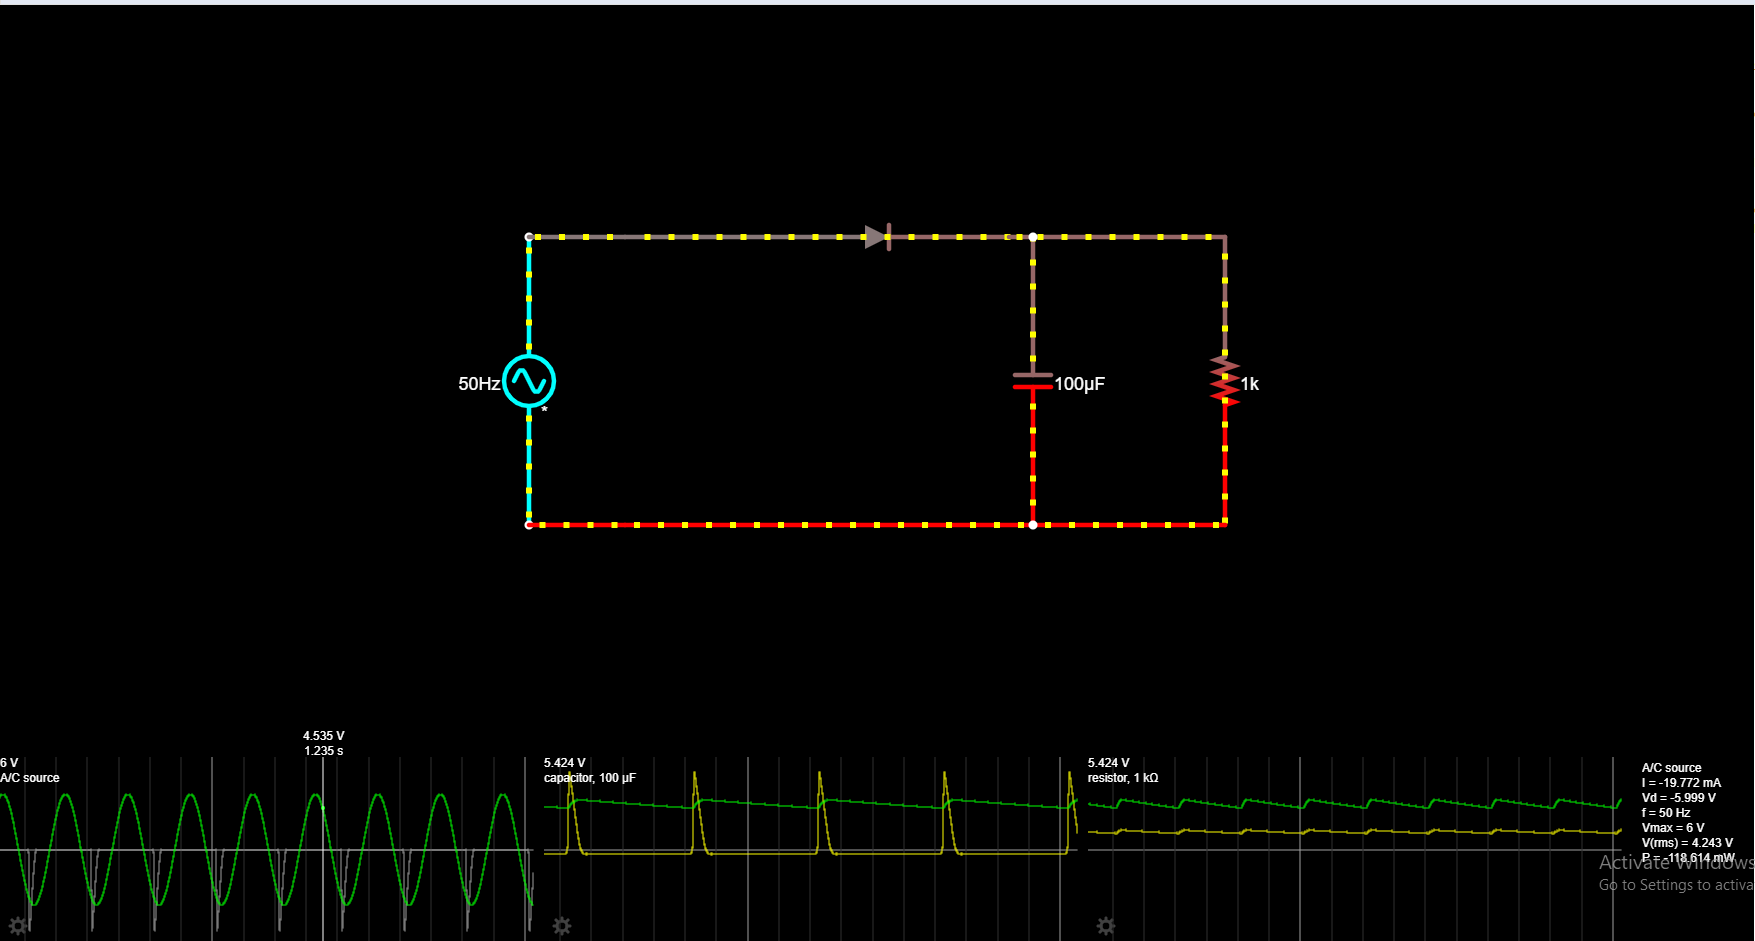 50Hz
*
100µF
1k
4.535 V
1.235 s
6 V
A/C source
5.424 V
capacitor, 100 µF
5.424 V
resistor, 1 kΩ
A/C source
I = -19.772 mA
Vd = -5.999 V
f = 50 Hz
Vmax = 6 V
V(rms) = 4.243 V
P = -118.614 mW
Activate Windows
Go to Settings to activa